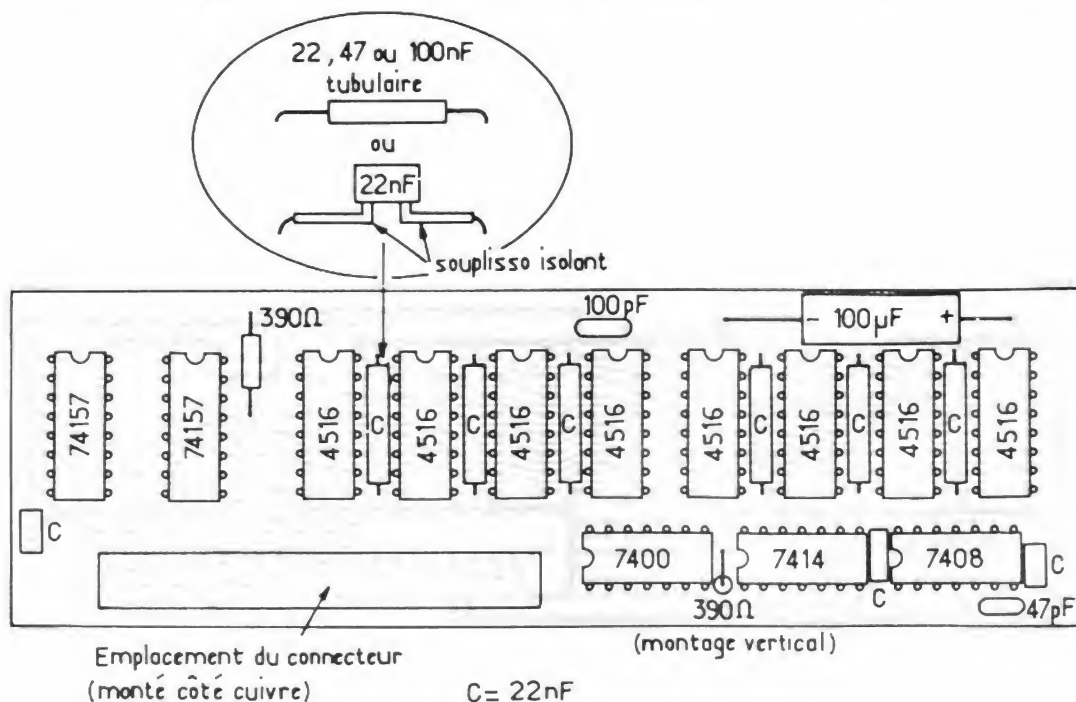 22, 47 ou 100nF
tubulaire
ou
22nF
souplisso isolant
390Ω
100pF
- 100µF +
74157
74157
4516
C
4516
C
4516
C
4516
4516
C
4516
C
4516
C
4516
C
7400
390Ω
7414
C
7408
C
47pF
(montage vertical)
Emplacement du connecteur
(monté côté cuivre)
C= 22nF